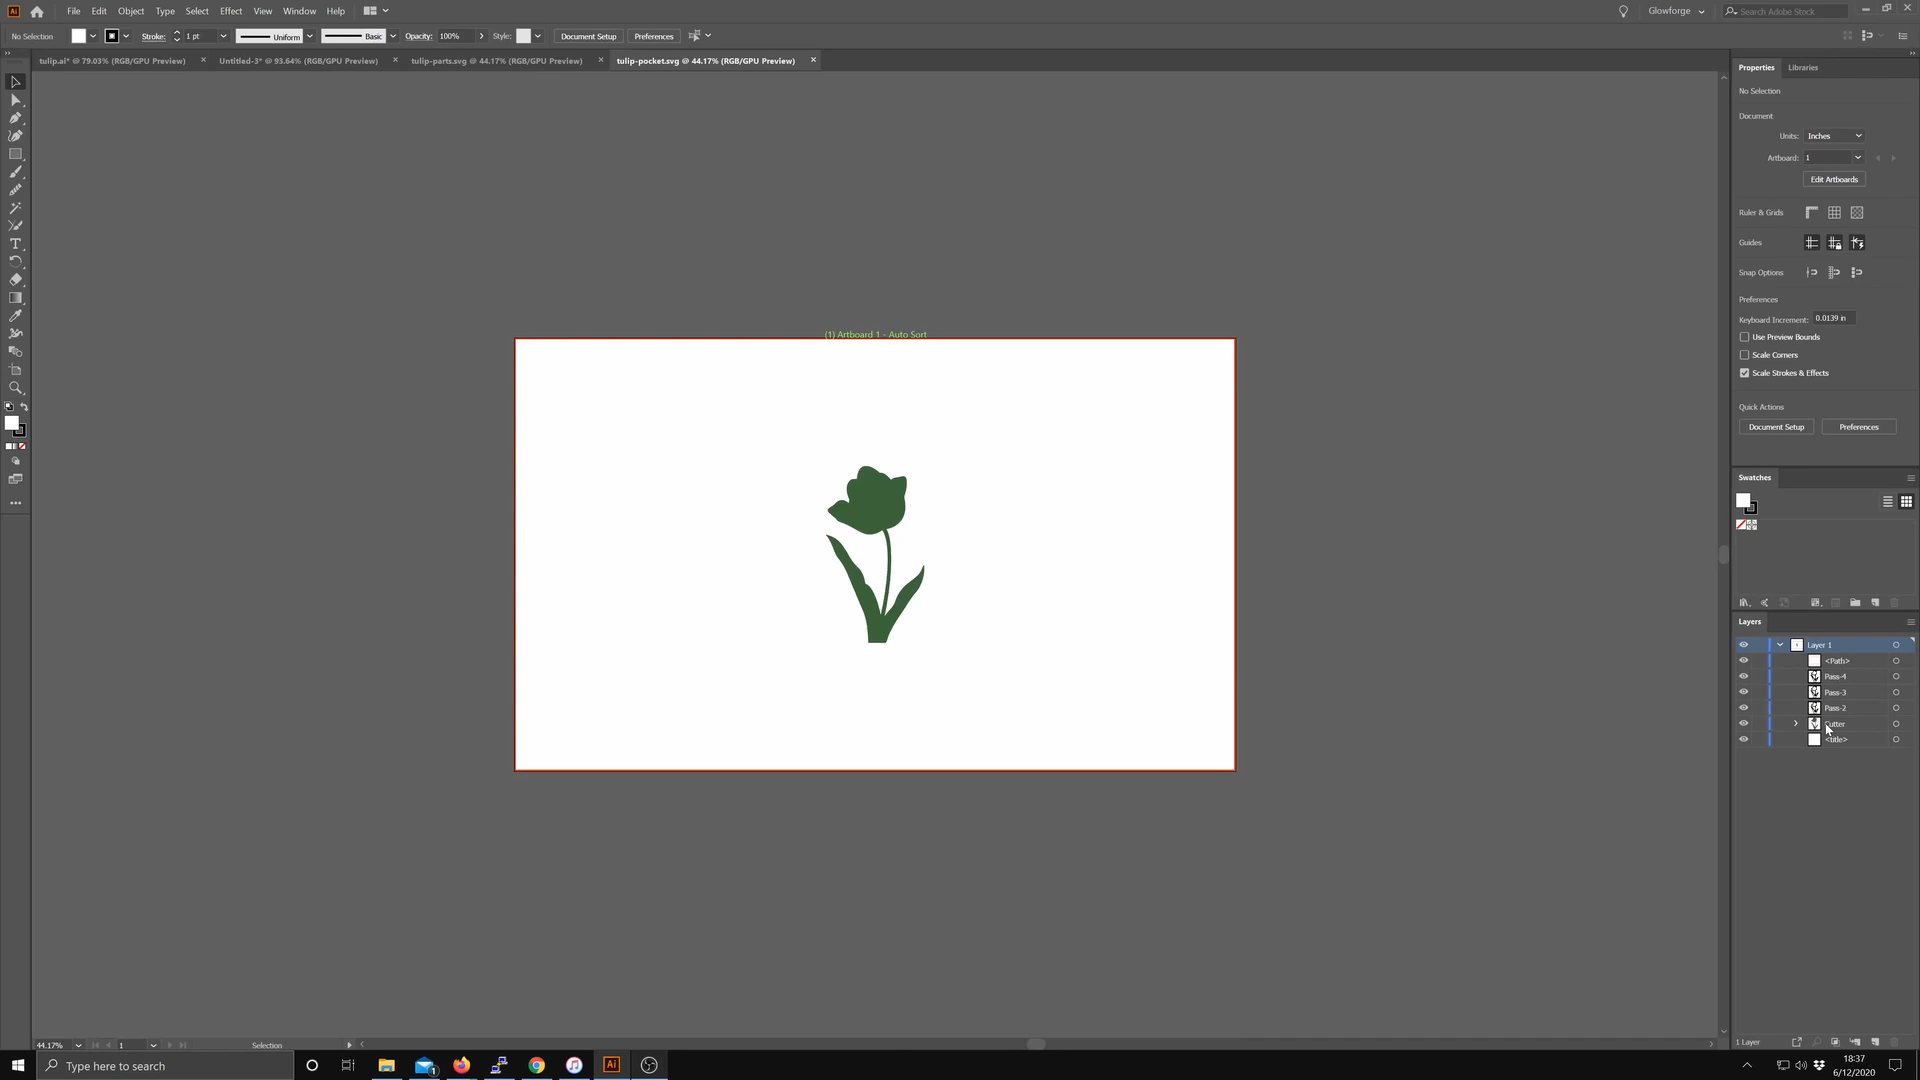 Ai File Edit Object Type Select Effect View Window Help Glowforge Search Adobe Stock
No Selection Stroke: 1 pt Uniform Basic Opacity: 100% Style: Document Setup Preferences
tulip.ai* @ 79.03% (RGB/GPU Preview) Untitled-3* @ 93.64% (RGB/GPU Preview) tulip-parts.svg @ 44.17% (RGB/GPU Preview) tulip-pocket.svg @ 44.17% (RGB/GPU Preview)
Properties Libraries
No Selection
Document
Units: Inches
Artboard: 1
Edit Artboards
Ruler & Grids
Guides
Snap Options
Preferences
Keyboard Increment: 0.0139 in
Use Preview Bounds
Scale Corners
Scale Strokes & Effects
Quick Actions
Document Setup Preferences
(1) Artboard 1 - Auto Sort
Swatches
Layers
Layer 1
<Path>
Pass-4
Pass-3
Pass-2
Cutter
<title>
1 Layer
44.17% 1 Selection
Type here to search
1
Ai
18:37
6/12/2020